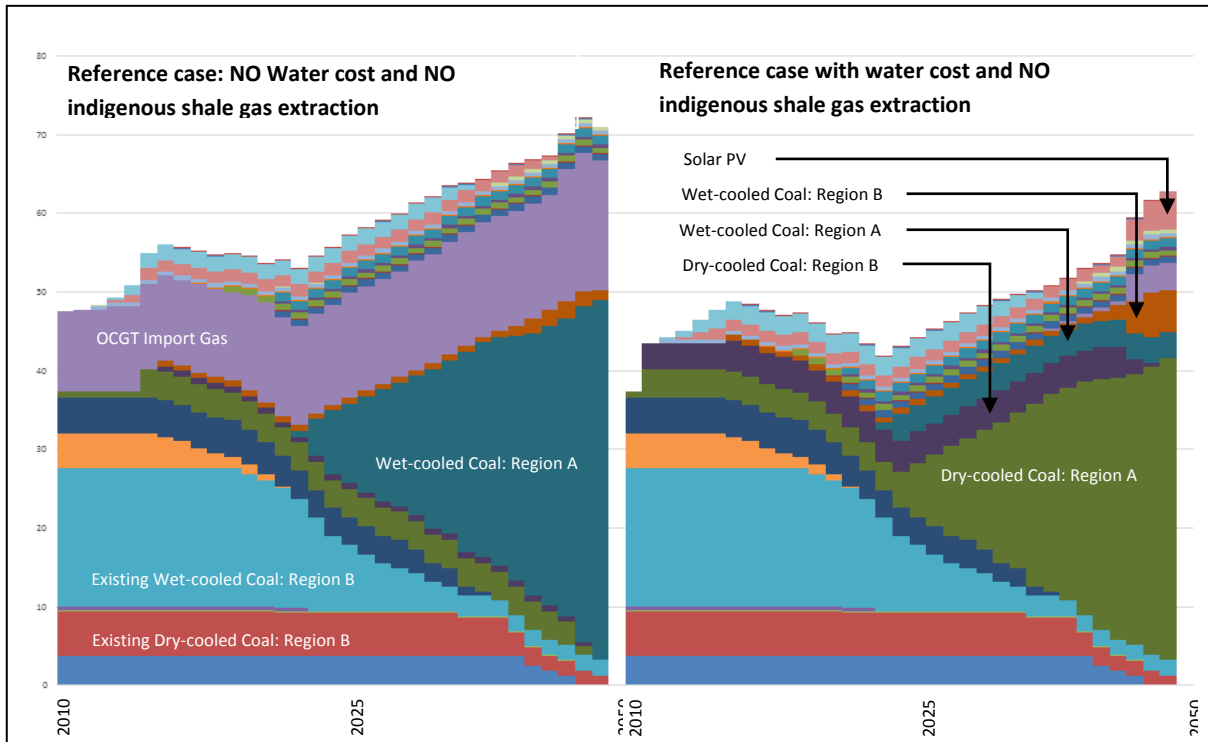 Reference case: NO Water cost and NO
indigenous shale gas extraction
Reference case with water cost and NO
indigenous shale gas extraction
80
70
60
50
40
30
20
10
0
Solar PV
Wet-cooled Coal: Region B
Wet-cooled Coal: Region A
Dry-cooled Coal: Region B
OCGT Import Gas
Wet-cooled Coal: Region A
Dry-cooled Coal: Region A
Existing Wet-cooled Coal: Region B
Existing Dry-cooled Coal: Region B
2010
2025
2010
2025
2050